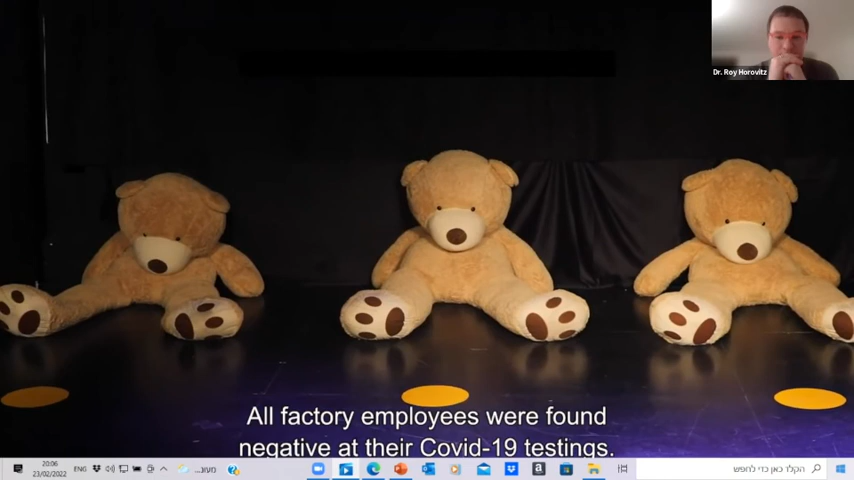 Dr. Roy Horovitz
All factory employees were found
negative at their Covid-19 testings.
20:06
23/02/2022
ENG
מעונ...
הקלד כאן כדי לחפש